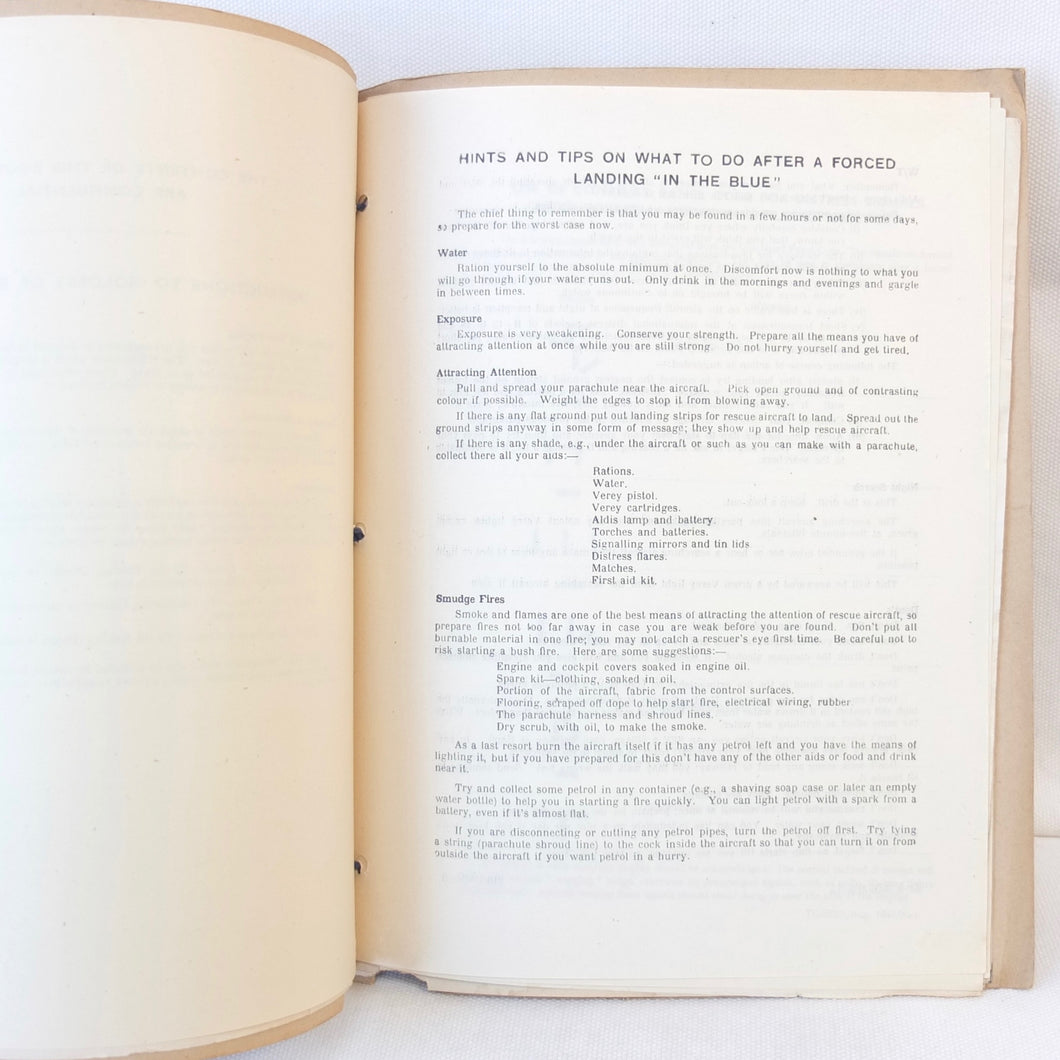 HINTS AND TIPS ON WHAT TO DO AFTER A FORCED
LANDING "IN THE BLUE"
The chief thing to remember is that you may be found in a few hours or not for some days,
so prepare for the worst case now.
Water
Ration yourself to the absolute minimum at once. Discomfort now is nothing to what you
will go through if your water runs out. Only drink in the mornings and evenings and gargle
in between times.
Exposure
Exposure is very weakening. Conserve your strength. Prepare all the means you have of
attracting attention at once while you are still strong. Do not hurry yourself and get tired.
Attracting Attention
Pull and spread your parachute near the aircraft. Pick open ground and of contrasting
colour if possible. Weight the edges to stop it from blowing away.
If there is any flat ground put out landing strips for rescue aircraft to land. Spread out the
ground strips anyway in some form of message; they show up and help rescue aircraft.
If there is any shade, e.g., under the aircraft or such as you can make with a parachute,
collect there all your aids:—
Rations.
Water.
Verey pistol.
Verey cartridges.
Aldis lamp and battery.
Torches and batteries.
Signalling mirrors and tin lids
Distress flares.
Matches.
First aid kit.
Smudge Fires
Smoke and flames are one of the best means of attracting the attention of rescue aircraft, so
prepare fires not too far away in case you are weak before you are found. Don't put all
burnable material in one fire; you may not catch a rescuer's eye first time. Be careful not to
risk starting a bush fire. Here are some suggestions:—
Engine and cockpit covers soaked in engine oil.
Spare kit—clothing, soaked in oil.
Portion of the aircraft, fabric from the control surfaces.
Flooring, scraped off dope to help start fire, electrical wiring, rubber
The parachute harness and shroud lines.
Dry scrub, with oil, to make the smoke.
As a last resort burn the aircraft itself if it has any petrol left and you have the means of
lighting it, but if you have prepared for this don't have any of the other aids or food and drink
near it.
Try and collect some petrol in any container (e.g., a shaving soap case or later an empty
water bottle) to help you in starting a fire quickly. You can light petrol with a spark from a
battery, even if it's almost flat.
If you are disconnecting or cutting any petrol pipes, turn the petrol off first. Try tying
a string (parachute shroud line) to the cock inside the aircraft so that you can turn it on from
outside the aircraft if you want petrol in a hurry.